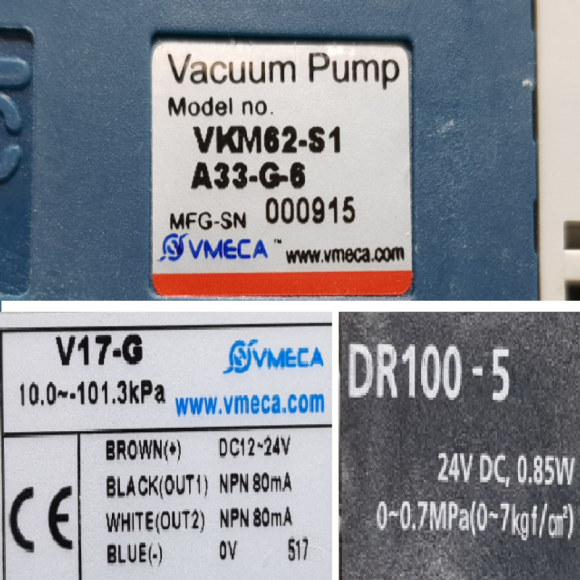 Vacuum Pump
Model no.
VKM62-S1
A33-G-6
MFG-SN 000915
VMECA ™ www.vmeca.com
V17-G VMECA
10.0~-101.3kPa www.vmeca.com
BROWN(+) DC12~24V
BLACK(OUT1) NPN 80mA
WHITE(OUT2) NPN 80mA
BLUE(-) 0V 517
CE
DR100-5
24V DC, 0.85W
0~0.7MPa(0~7kgf/㎠)